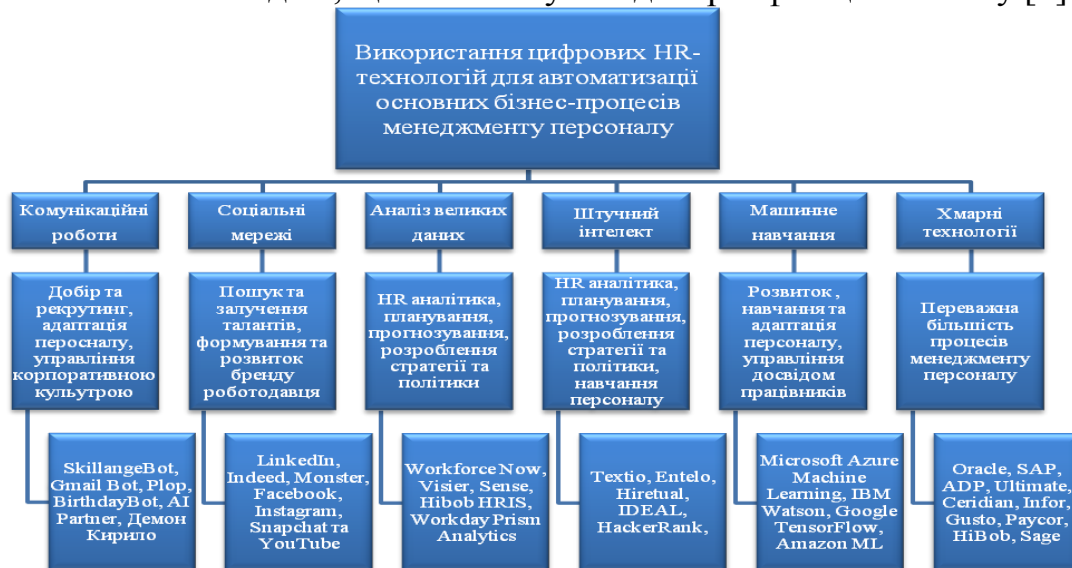 Використання цифрових HR-
технологій для автоматизації
основних бізнес-процесів
менеджменту персоналу
Комунікаційні
роботи
Соціальні
мережі
Аналіз великих
даних
Штучний
інтелект
Машинне
навчання
Хмарні
технології
Добір та
рекрутинг,
адаптація
перосналу,
управління
корпоративною
кульутрою
Пошук та
залучення
талантів,
формування та
розвиток
бренду
роботодавця
HR аналітика,
планування,
прогнозування,
розроблення
стратегії та
політики
HR аналітика,
планування,
прогнозування,
розроблення
стратегії та
політики,
навчання
персоналу
Розвиток ,
навчання та
адаптація
персоналу,
управління
досвідом
працівників
Переважна
більшість
процесів
менеджменту
персоналу
SkillangeBot,
Gmail Bot, Plop,
BirthdayBot, AI
Partner, Демон
Кирило
LinkedIn,
Indeed, Monster,
Facebook,
Instagram,
Snapchat та
YouTube
Workforce Now,
Visier, Sense,
Hibob HRIS,
Workday Prism
Analytics
Textio, Entelo,
Hiretual,
IDEAL,
HackerRank,
Microsoft Azure
Machine
Learning, IBM
Watson, Google
TensorFlow,
Amazon ML
Oracle, SAP,
ADP, Ultimate,
Ceridian, Infor,
Gusto, Paycor,
HiBob, Sage